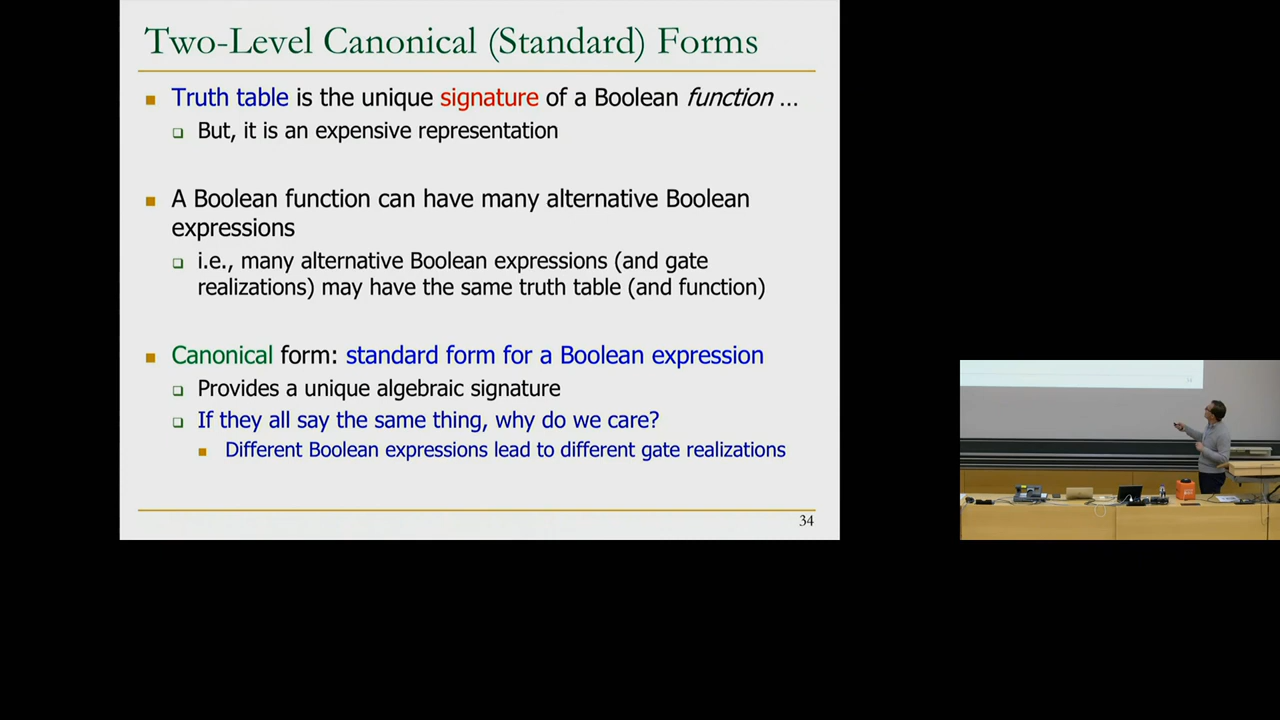 Two-Level Canonical (Standard) Forms
Truth table is the unique signature of a Boolean function ...
But, it is an expensive representation
A Boolean function can have many alternative Boolean
expressions
i.e., many alternative Boolean expressions (and gate
realizations) may have the same truth table (and function)
Canonical form: standard form for a Boolean expression
Provides a unique algebraic signature
If they all say the same thing, why do we care?
Different Boolean expressions lead to different gate realizations
34